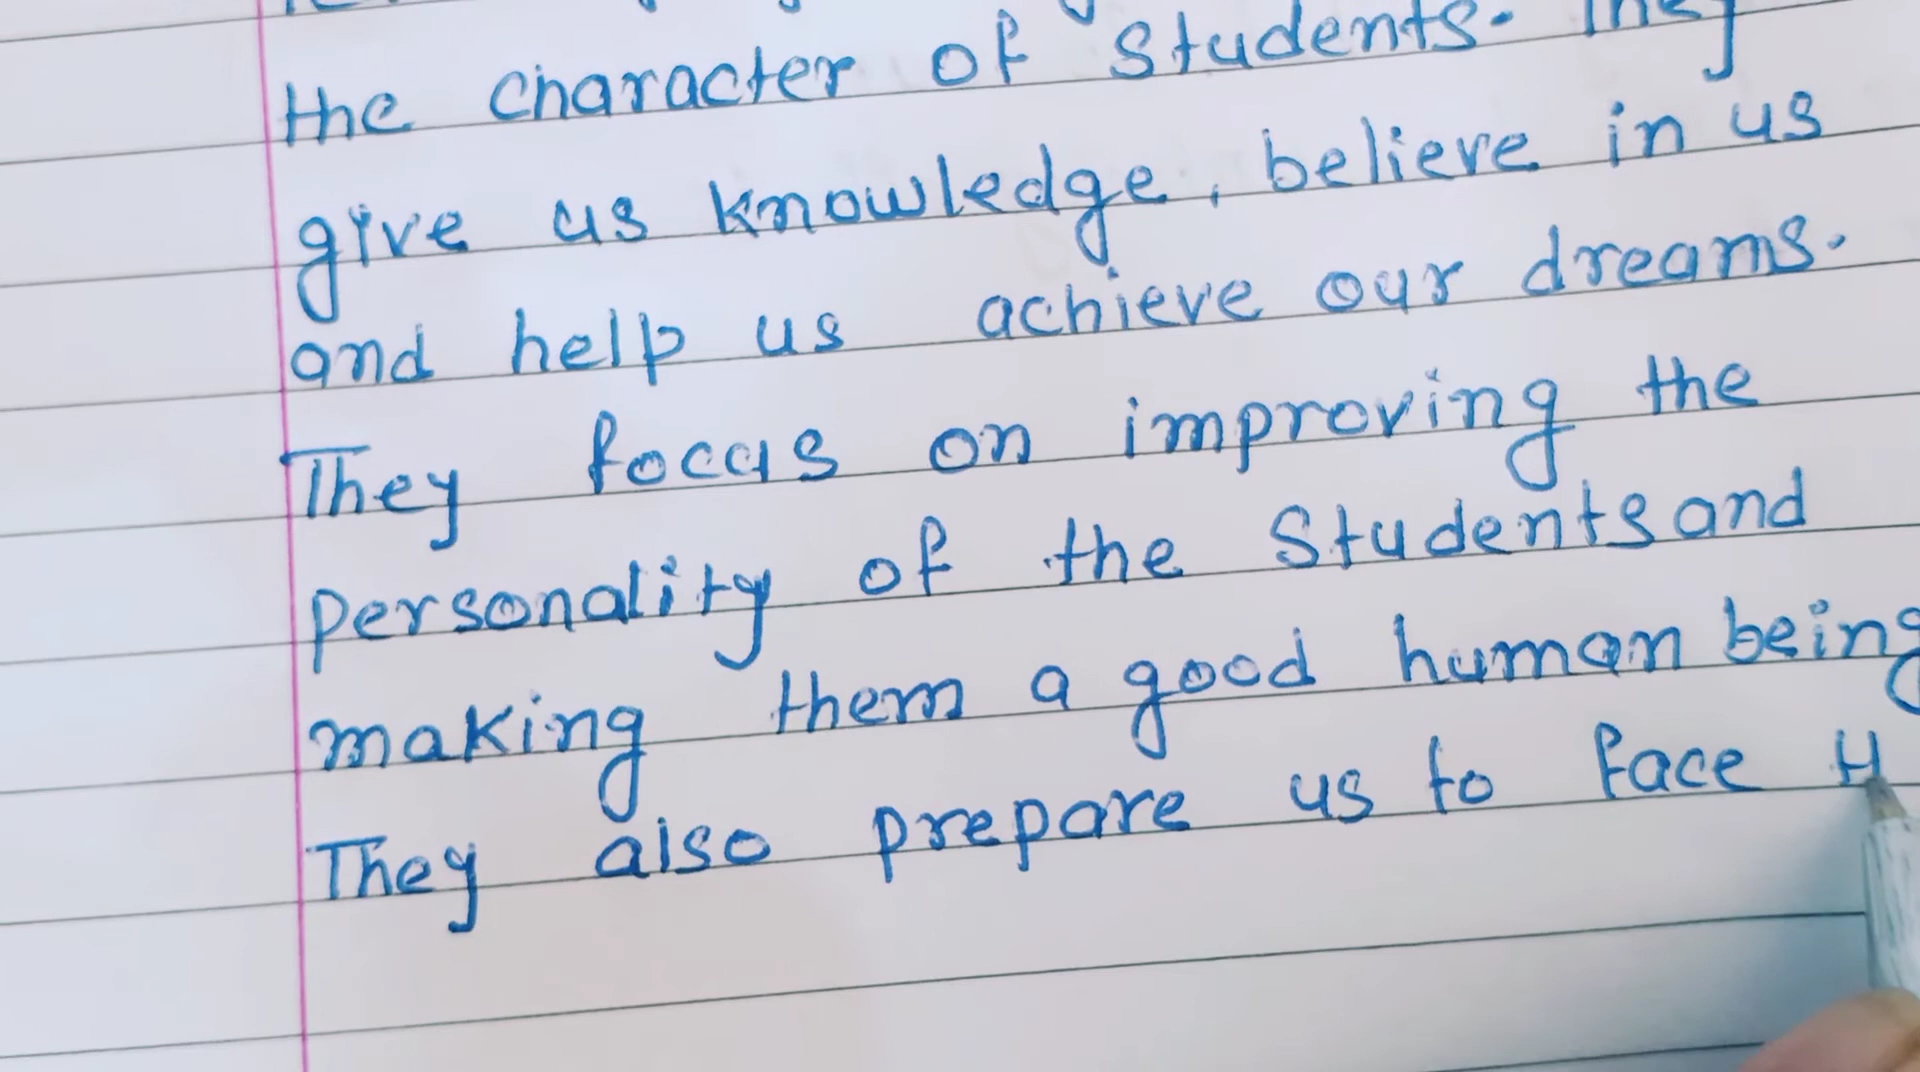 the character of Students. They
give us knowledge, believe in us
and help us achieve our dreams.
They focus on improving the
personality of the Students and
making them a good human being
They also prepare us to face